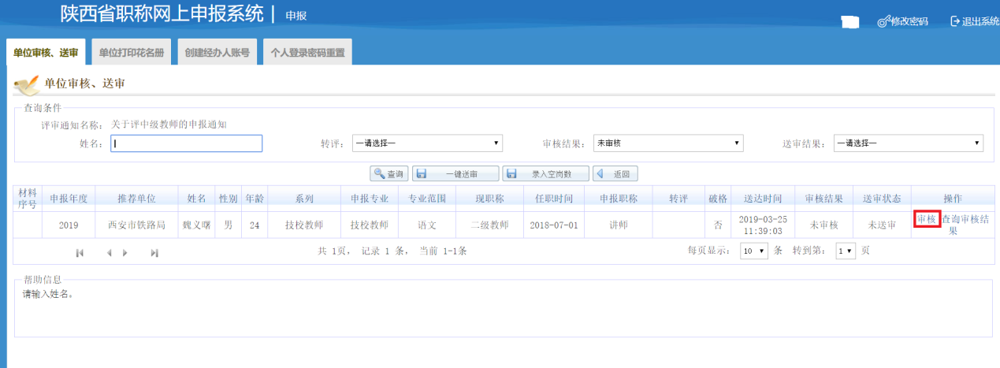 陕西省职称网上申报系统 | 申报
修改密码 退出系统
单位审核、送审 单位打印花名册 创建经办人账号 个人登录密码重置
单位审核、送审
查询条件
评审通知名称： 关于评中级教师的申报通知
姓名： 转评： —请选择— 审核结果： 未审核 送审结果： —请选择—
查询 一键送审 录入空岗数 返回
材料序号 申报年度 推荐单位 姓名 性别 年龄 系列 申报专业 专业范围 现职称 任职时间 申报职称 转评 破格 送达时间 审核结果 送审状态 操作
2019 西安市铁路局 魏义曙 男 24 技校教师 技校教师 语文 二级教师 2018-07-01 讲师 否 2019-03-25 11:39:03 未审核 未送审 审核 查询审核结果
共 1页， 记录 1 条， 当前 1-1条 每页显示： 10 条 转到第： 1 页
帮助信息
请输入姓名。